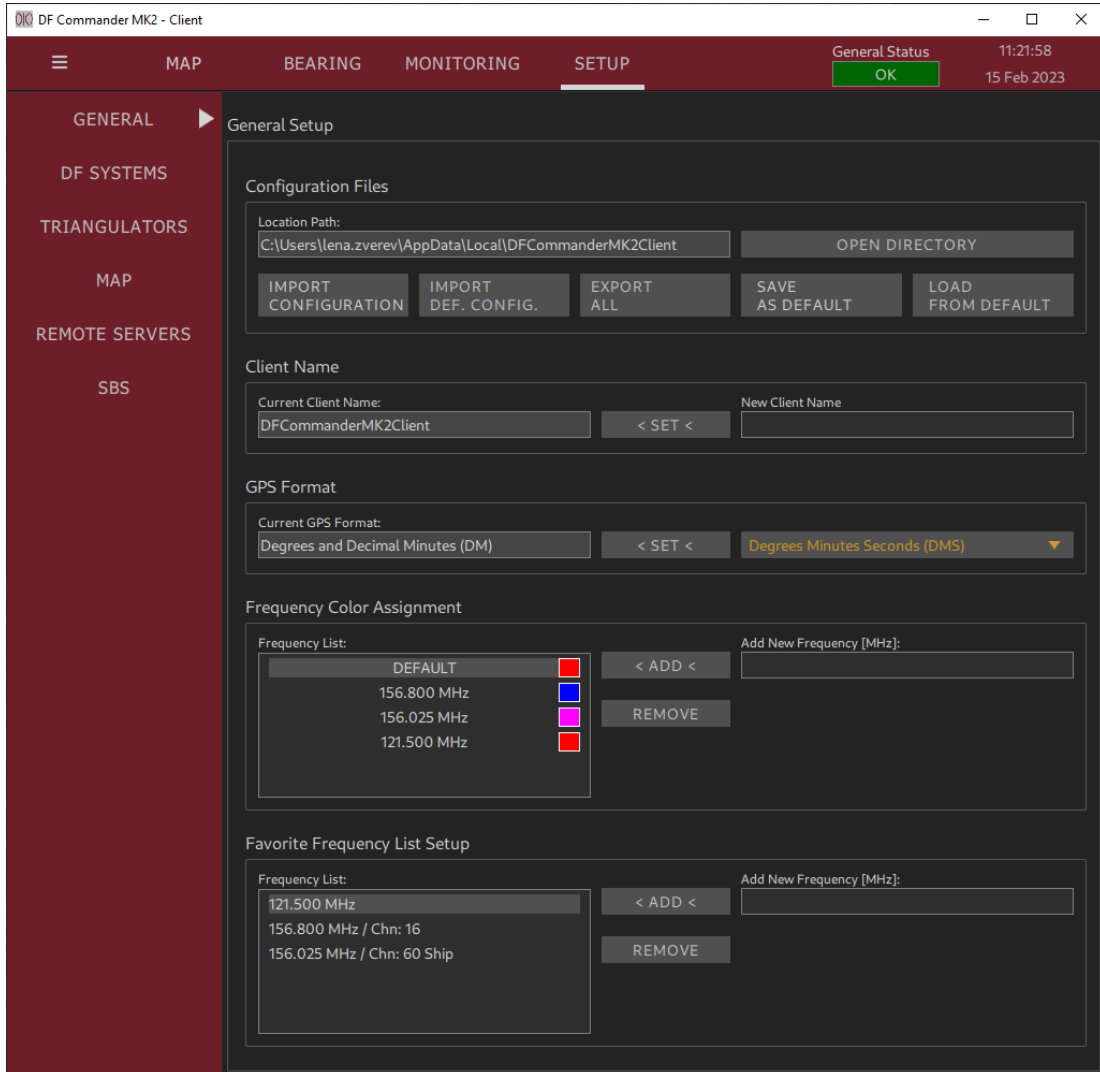 DF Commander MK2 - Client
MAP
BEARING
MONITORING
SETUP
General Status
OK
11:21:58
15 Feb 2023
GENERAL
DF SYSTEMS
TRIANGULATORS
MAP
REMOTE SERVERS
SBS
General Setup
Configuration Files
Location Path:
C:\Users\lena.zverev\AppData\Local\DFCommanderMK2Client
OPEN DIRECTORY
IMPORT
CONFIGURATION
IMPORT
DEF. CONFIG.
EXPORT
ALL
SAVE
AS DEFAULT
LOAD
FROM DEFAULT
Client Name
Current Client Name:
DFCommanderMK2Client
< SET <
New Client Name
GPS Format
Current GPS Format:
Degrees and Decimal Minutes (DM)
< SET <
Degrees Minutes Seconds (DMS)
Frequency Color Assignment
Frequency List:
DEFAULT
156.800 MHz
156.025 MHz
121.500 MHz
< ADD <
REMOVE
Add New Frequency [MHz]:
Favorite Frequency List Setup
Frequency List:
121.500 MHz
156.800 MHz / Chn: 16
156.025 MHz / Chn: 60 Ship
< ADD <
REMOVE
Add New Frequency [MHz]: